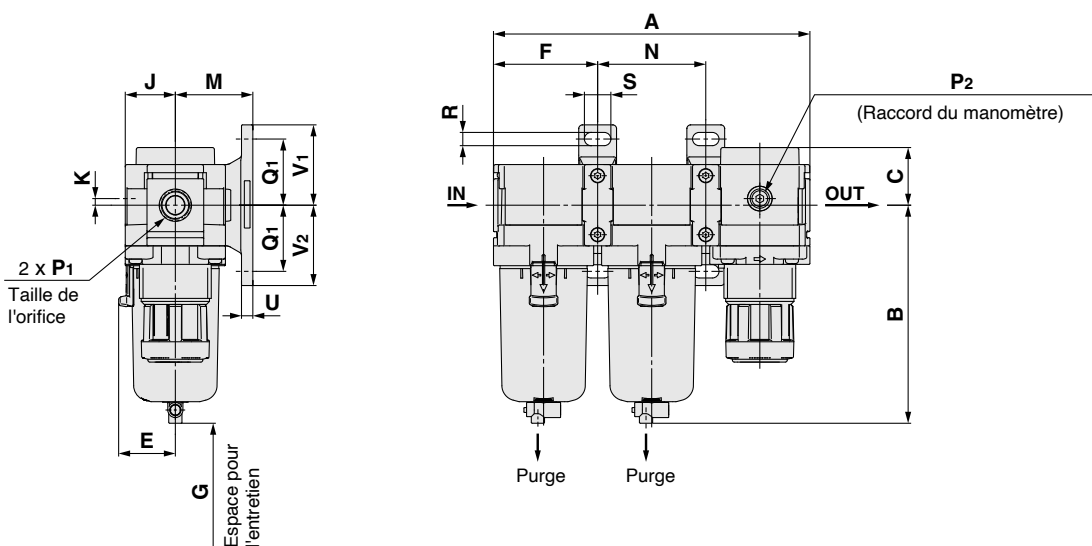 A
F
N
S
P2
(Raccord du manomètre)
R
C
IN
OUT
B
Purge
Purge
J
M
K
Q1
V1
Q1
V2
2 x P1
Taille de
l'orifice
U
E
G
Espace pour
l'entretien